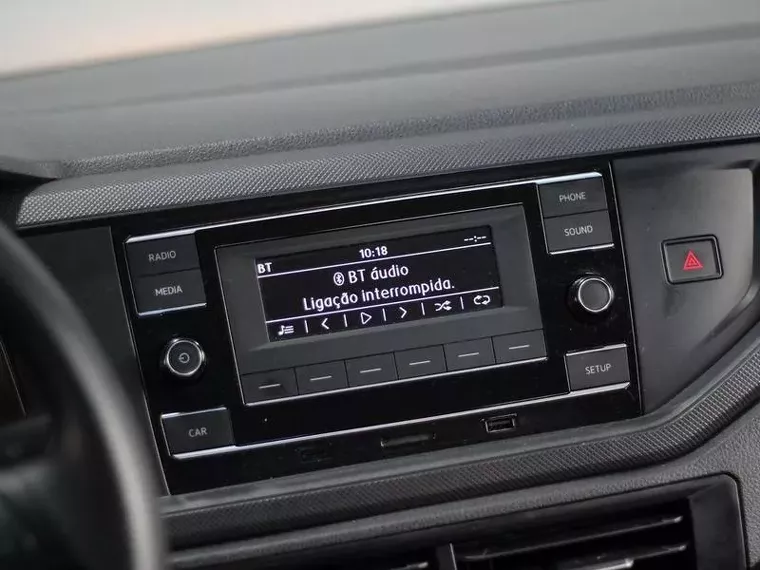 RADIO
MEDIA
CAR
10:18
--:--
BT
BT áudio
Ligação interrompida.
PHONE
SOUND
SETUP